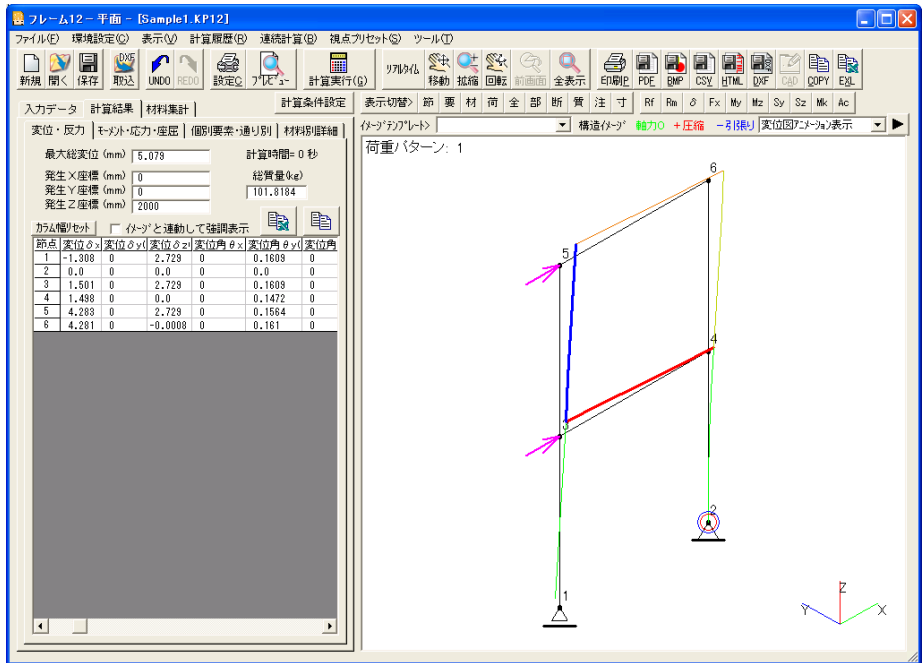 フレーム12－平面 - [Sample1.KP12]
ファイル(F) 環境設定(C) 表示(V) 計算履歴(R) 連続計算(B) 視点プリセット(S) ツール(T)
新規 開く 保存 取込 UNDO REDO 設定C プレビュー 計算実行(G) リアルタイム 移動 拡縮 回転 前画面 全表示 印刷P PDF BMP CSV HTML DXF CAD COPY EXL
入力データ 計算結果 材料集計 計算条件設定
表示切替> 節 要 材 荷 全 部 断 質 注 寸 Rf Rm δ Fx My Mz Sy Sz Mk Ac
変位・反力 モーメント・応力・座屈 個別要素・通り別 材料別詳細
イメージテンプレート> 構造イメージ 軸力0 +圧縮 -引張り 変位図アニメーション表示
最大総変位 (mm) 5.079 計算時間= 0 秒
発生X座標 (mm) 0 総質量(kg)
発生Y座標 (mm) 0 101.8184
発生Z座標 (mm) 2000
カラム幅リセット イメージと連動して強調表示
節点 変位δx 変位δy( 変位δz( 変位角θx 変位角θy( 変位角
1 -1.308 0 2.729 0 0.1609 0
2 0.0 0.0 0.0 0 0.0 0
3 1.501 0 2.729 0 0.1609 0
4 1.498 0 0.0 0 0.1472 0
5 4.283 0 2.729 0 0.1564 0
6 4.281 0 -0.0008 0 0.161 0
荷重パターン: 1
6
5
4
3
2
1
Z
Y X